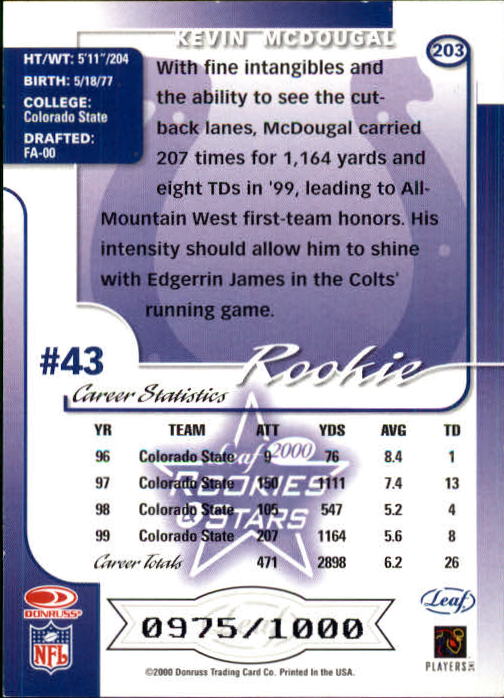 KEVIN MCDOUGAL
203
HT/WT: 5'11"/204
BIRTH: 5/18/77
COLLEGE:
Colorado State
DRAFTED:
FA-00
With fine intangibles and
the ability to see the cut-
back lanes, McDougal carried
207 times for 1,164 yards and
eight TDs in '99, leading to All-
Mountain West first-team honors. His
intensity should allow him to shine
with Edgerrin James in the Colts'
running game.
#43
Rookie
Career Statistics
YR TEAM ATT YDS AVG TD
96 Colorado State 9 76 8.4 1
97 Colorado State 150 1111 7.4 13
98 Colorado State 105 547 5.2 4
99 Colorado State 207 1164 5.6 8
Career Totals 471 2898 6.2 26
Leaf 2000
ROOKIES
& STARS
DONRUSS
NFL
Leaf
0975/1000
Leaf
PLAYERS INC
©2000 Donruss Trading Card Co. Printed In the USA.